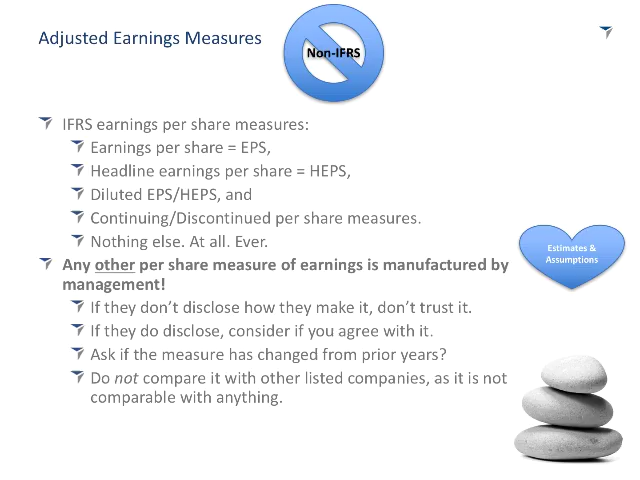 Adjusted Earnings Measures
Non-IFRS
IFRS earnings per share measures:
Earnings per share = EPS,
Headline earnings per share = HEPS,
Diluted EPS/HEPS, and
Continuing/Discontinued per share measures.
Nothing else. At all. Ever.
Any other per share measure of earnings is manufactured by
management!
If they don’t disclose how they make it, don’t trust it.
If they do disclose, consider if you agree with it.
Ask if the measure has changed from prior years?
Do not compare it with other listed companies, as it is not
comparable with anything.
Estimates &
Assumptions